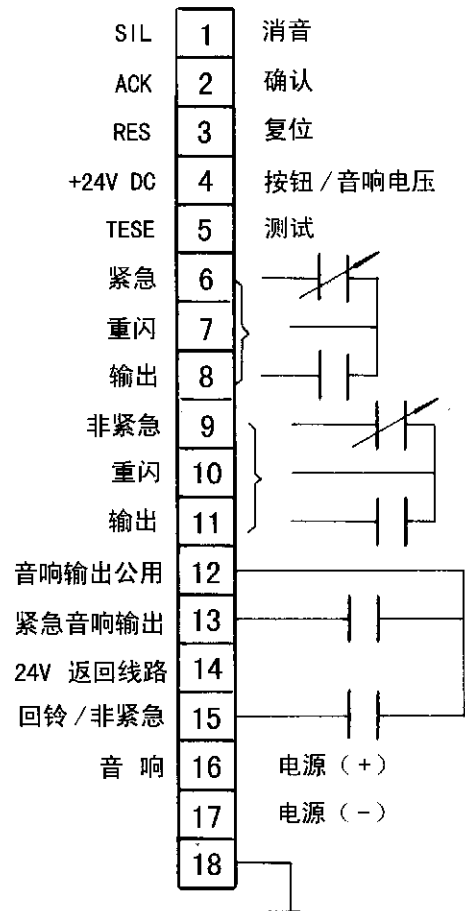 SIL 1 消音
ACK 2 确认
RES 3 复位
+24V DC 4 按钮/音响电压
TESE 5 测试
紧急 6
重闪 7
输出 8
非紧急 9
重闪 10
输出 11
音响输出公用 12
紧急音响输出 13
24V 返回线路 14
回铃/非紧急 15
音 响 16 电源(+)
17 电源(-)
18